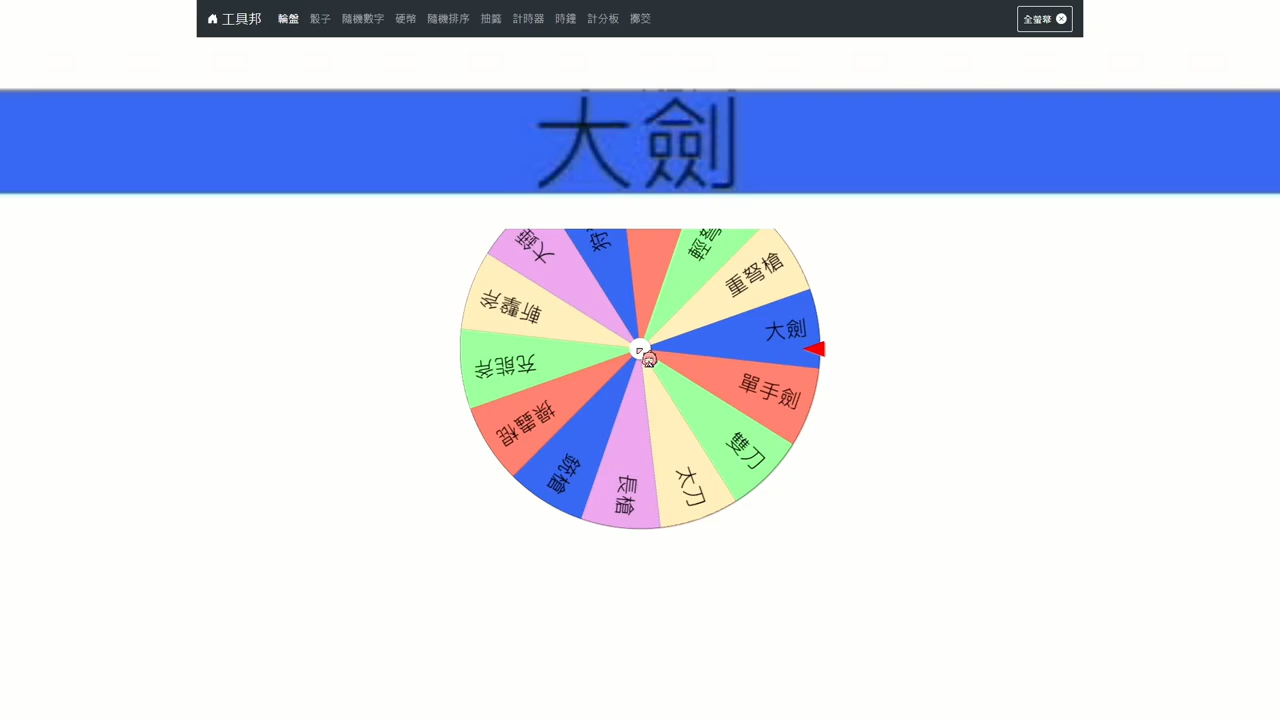 工具邦 輪盤 骰子 隨機數字 硬幣 隨機排序 抽籤 計時器 時鐘 計分板 擲筊 全螢幕
大劍
重弩槍
大劍
單手劍
雙刀
太刀
長槍
銃槍
操蟲棍
充能斧
斬擊斧